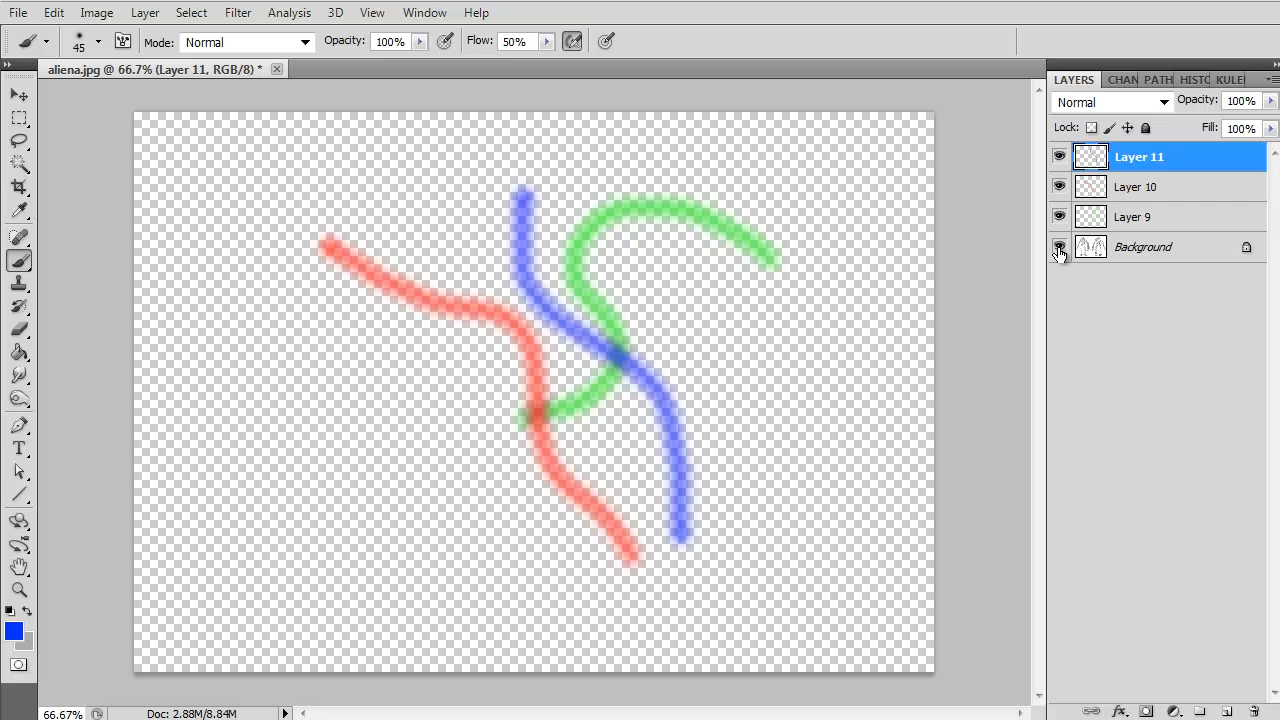 File Edit Image Layer Select Filter Analysis 3D View Window Help
45 Mode: Normal Opacity: 100% Flow: 50%
aliena.jpg @ 66.7% (Layer 11, RGB/8) *
LAYERS CHAN PATH HISTC KULE
Normal Opacity: 100%
Lock: Fill: 100%
Layer 11
Layer 10
Layer 9
Background
66.67% Doc: 2.88M/8.84M